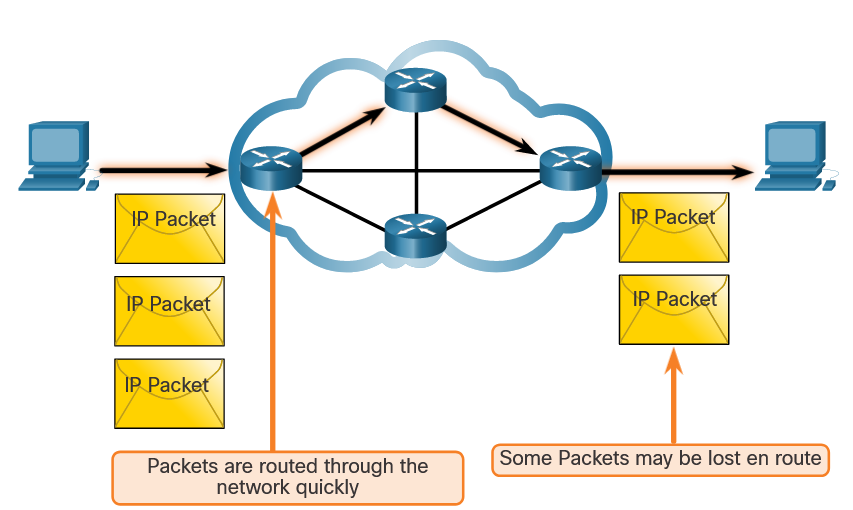 IP Packet
IP Packet
IP Packet
IP Packet
IP Packet
Packets are routed through the
network quickly
Some Packets may be lost en route